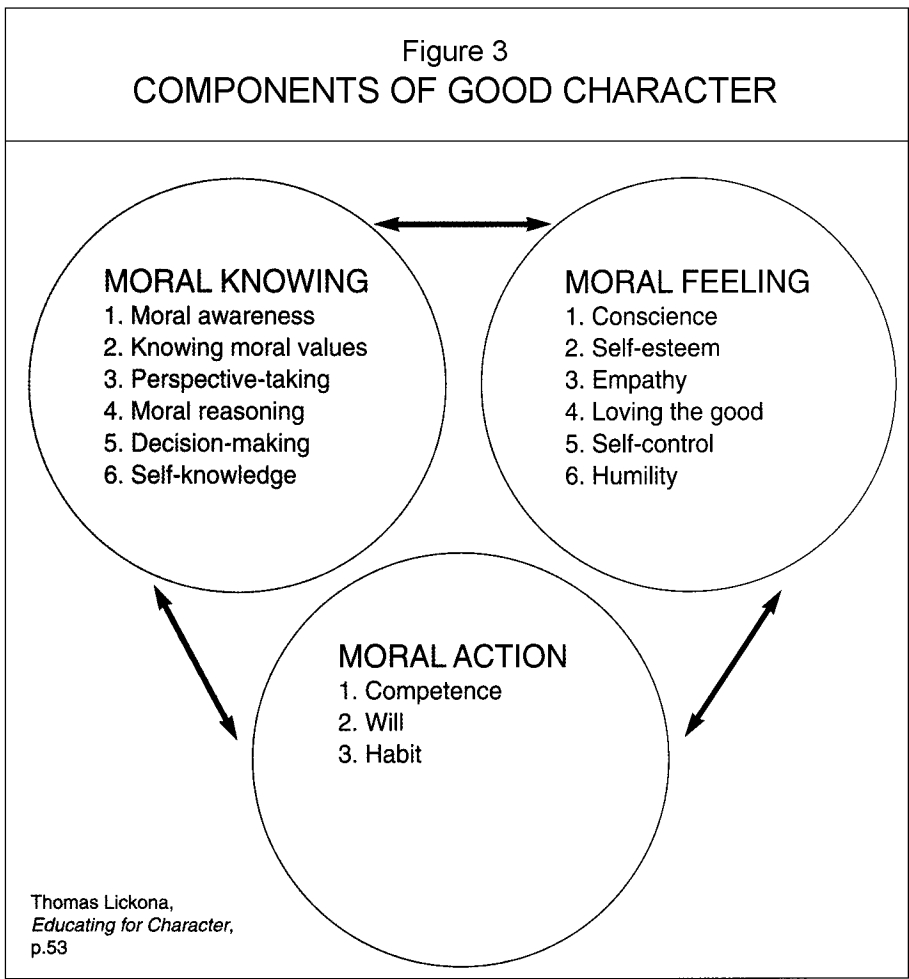 Figure 3
COMPONENTS OF GOOD CHARACTER
MORAL KNOWING
1. Moral awareness
2. Knowing moral values
3. Perspective-taking
4. Moral reasoning
5. Decision-making
6. Self-knowledge
MORAL FEELING
1. Conscience
2. Self-esteem
3. Empathy
4. Loving the good
5. Self-control
6. Humility
MORAL ACTION
1. Competence
2. Will
3. Habit
Thomas Lickona,
Educating for Character,
p.53